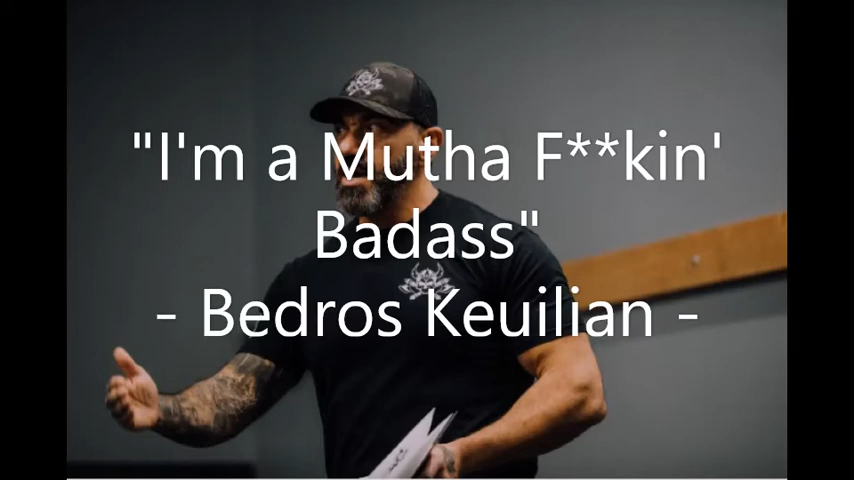 "I'm a Mutha F**kin'
Badass"
- Bedros Keuilian -